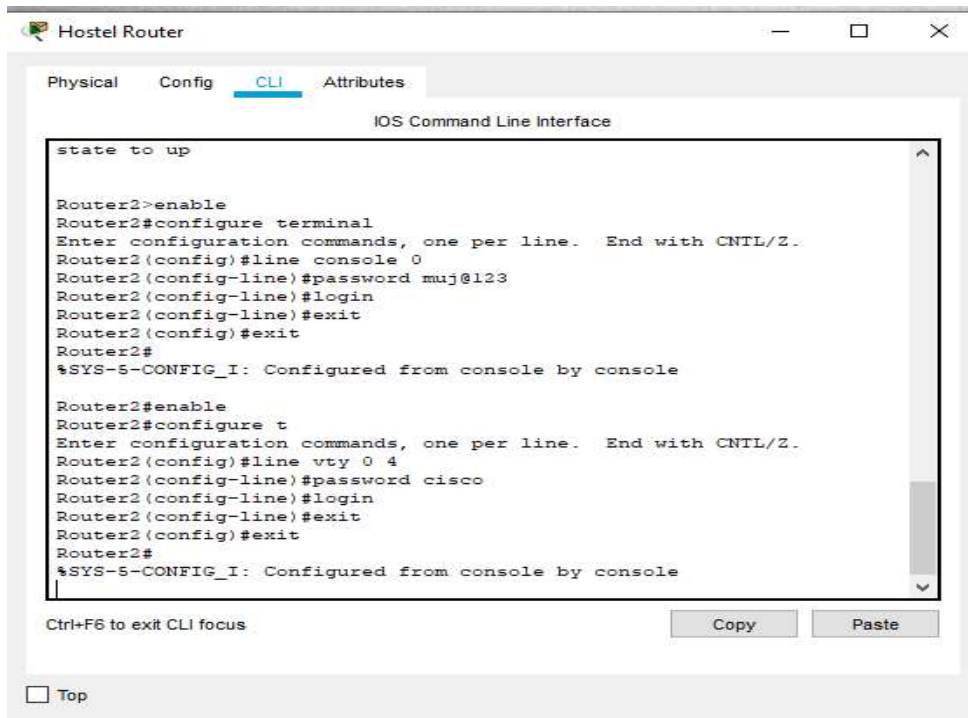 Hostel Router
Physical Config CLI Attributes
IOS Command Line Interface
state to up
Router2>enable
Router2#configure terminal
Enter configuration commands, one per line. End with CNTL/Z.
Router2(config)#line console 0
Router2(config-line)#password muj@123
Router2(config-line)#login
Router2(config-line)#exit
Router2(config)#exit
Router2#
%SYS-5-CONFIG_I: Configured from console by console
Router2#enable
Router2#configure t
Enter configuration commands, one per line. End with CNTL/Z.
Router2(config)#line vty 0 4
Router2(config-line)#password cisco
Router2(config-line)#login
Router2(config-line)#exit
Router2(config)#exit
Router2#
%SYS-5-CONFIG_I: Configured from console by console
Ctrl+F6 to exit CLI focus Copy Paste
Top